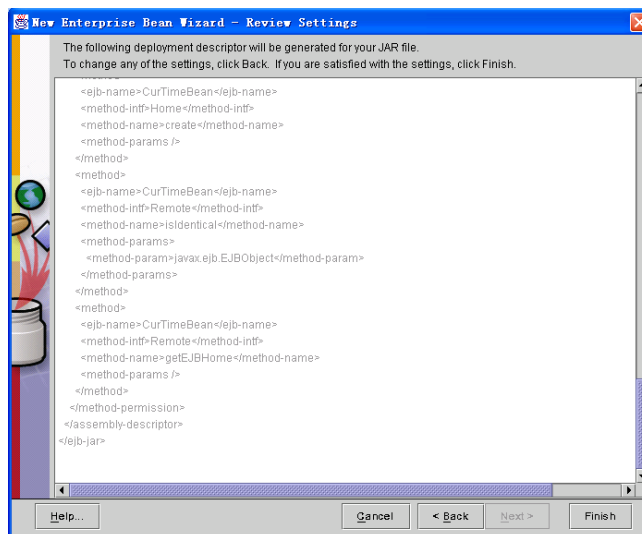 New Enterprise Bean Wizard - Review Settings
The following deployment descriptor will be generated for your JAR file.
To change any of the settings, click Back. If you are satisfied with the settings, click Finish.
<ejb-name>CurTimeBean</ejb-name>
<method-intf>Home</method-intf>
<method-name>create</method-name>
<method-params />
</method>
<method>
<ejb-name>CurTimeBean</ejb-name>
<method-intf>Remote</method-intf>
<method-name>isIdentical</method-name>
<method-params>
<method-param>javax.ejb.EJBObject</method-param>
</method-params>
</method>
<method>
<ejb-name>CurTimeBean</ejb-name>
<method-intf>Remote</method-intf>
<method-name>getEJBHome</method-name>
<method-params />
</method>
</method-permission>
</assembly-descriptor>
</ejb-jar>
Help... Cancel < Back Next > Finish